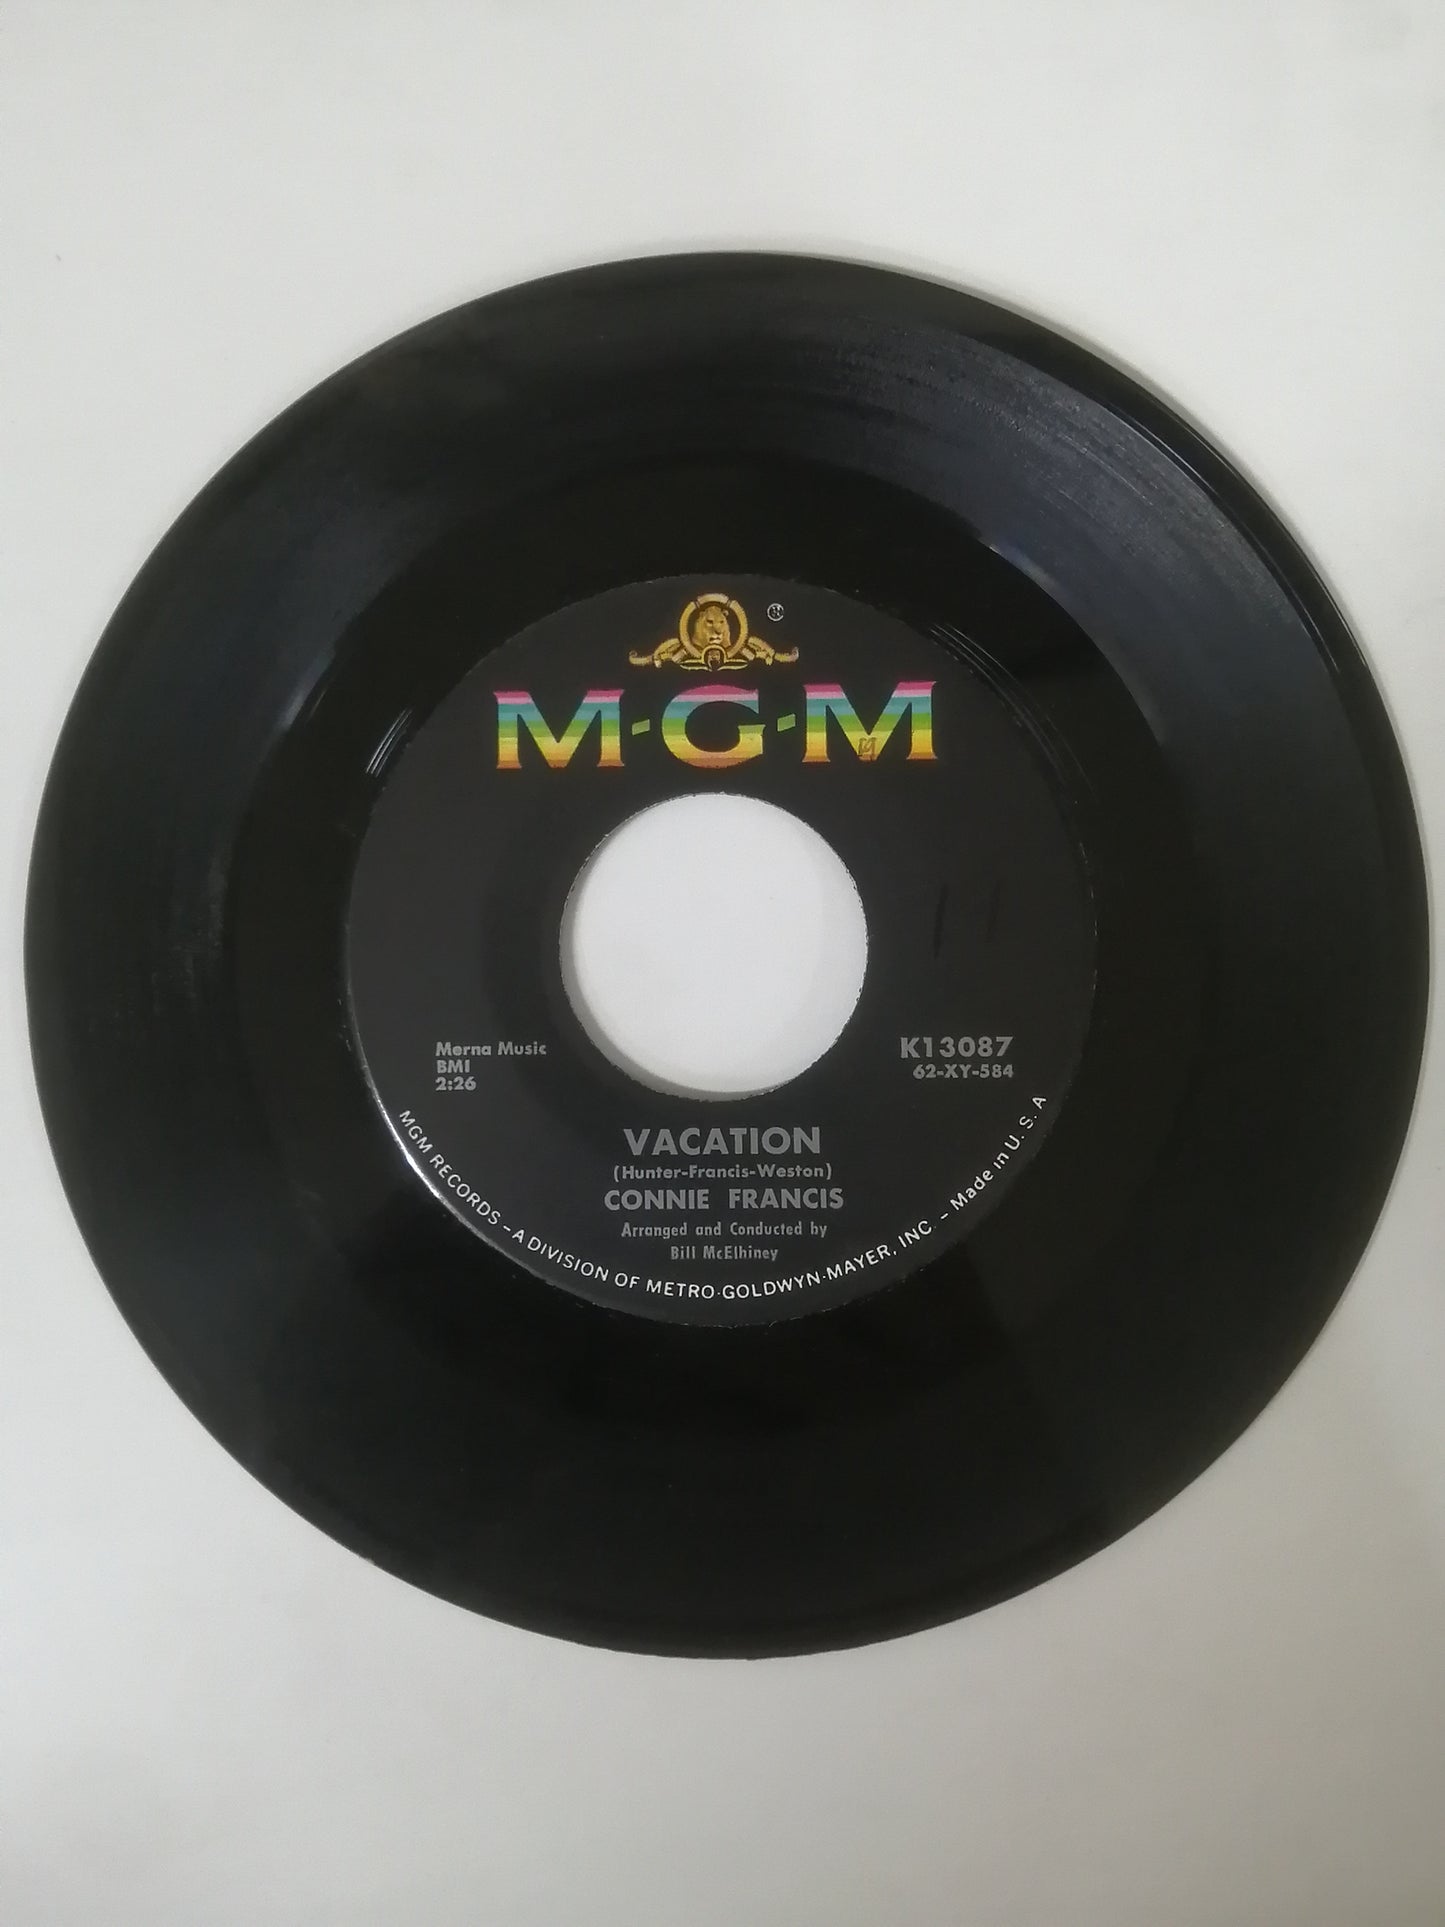 ®
M-G-M
Merna Music
BMI
2:26
K13087
62-XY-584
VACATION
(Hunter-Francis-Weston)
CONNIE FRANCIS
Arranged and Conducted by
Bill McElhiney
MGM RECORDS – A DIVISION OF METRO-GOLDWYN-MAYER, INC. – Made in U. S. A